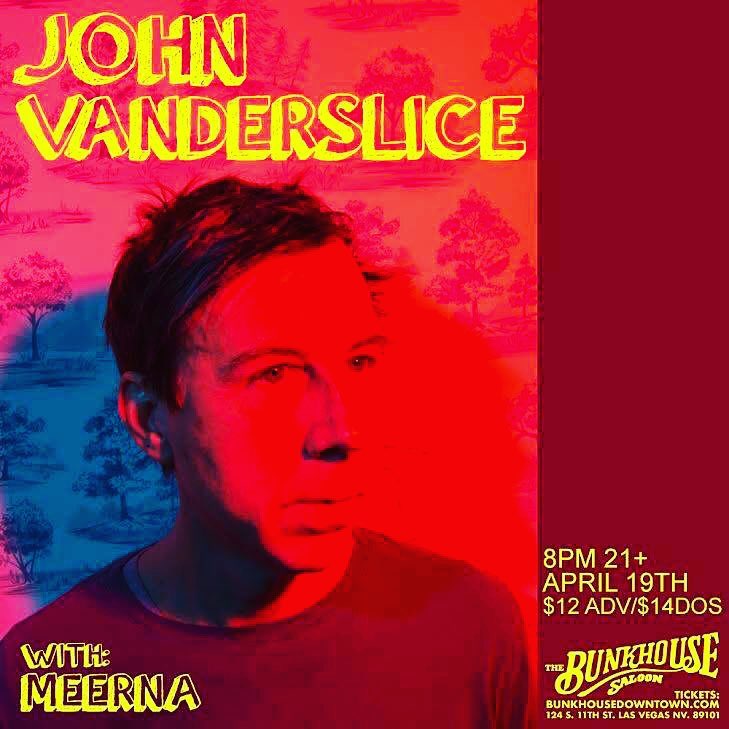 JOHN
VANDERSLICE
WITH:
MEERNA
8PM 21+
APRIL 19TH
$12 ADV/$14DOS
THE BUNKHOUSE
SALOON
TICKETS:
BUNKHOUSEDOWNTOWN.COM
124 S. 11TH ST. LAS VEGAS NV. 89101